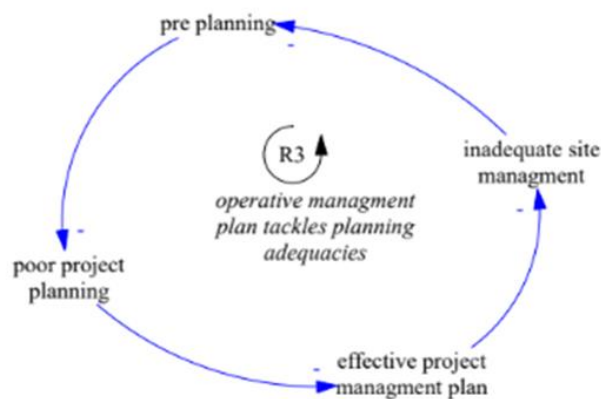 pre planning
-
R3
inadequate site
managment
-
operative managment
plan tackles planning
adequacies
-
poor project
planning
-
effective project
managment plan